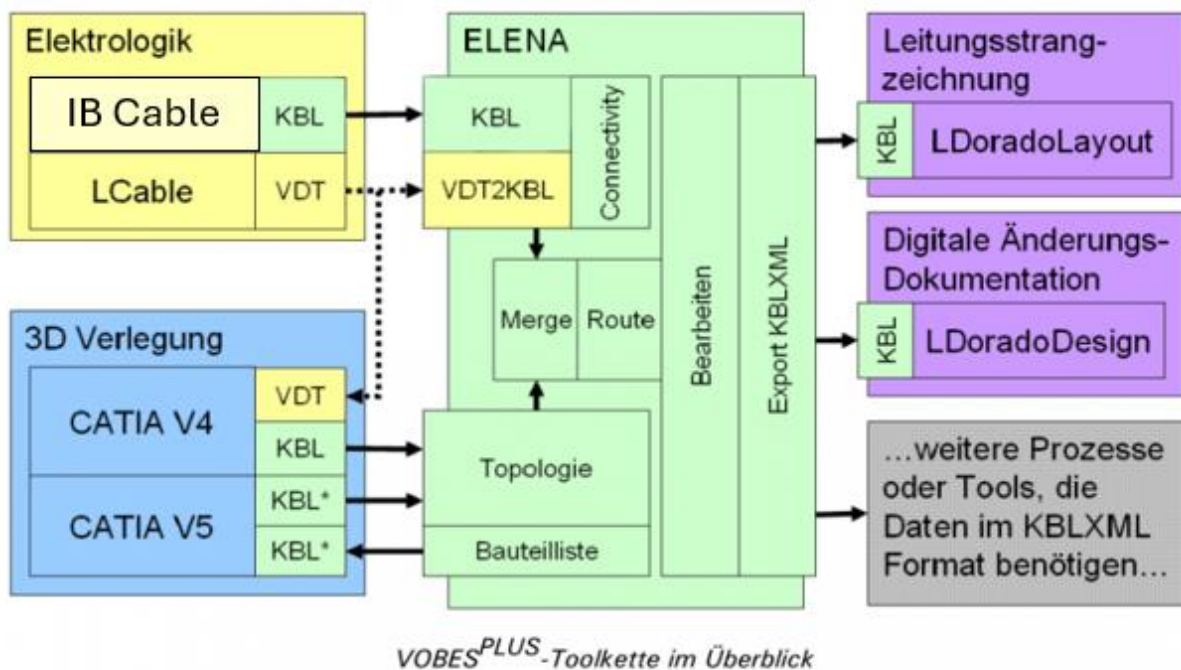 Elektrologik
IB Cable
KBL
LCable
VDT
3D Verlegung
CATIA V4
VDT
KBL
CATIA V5
KBL*
KBL*
ELENA
KBL
VDT2KBL
Connectivity
Merge
Route
Topologie
Bauteilliste
Bearbeiten
Export KBLXML
Leitungsstrang-
zeichnung
KBL
LDoradoLayout
Digitale Änderungs-
Dokumentation
KBL
LDoradoDesign
...weitere Prozesse
oder Tools, die
Daten im KBLXML
Format benötigen...
VOBES PLUS -Toolkette im Überblick